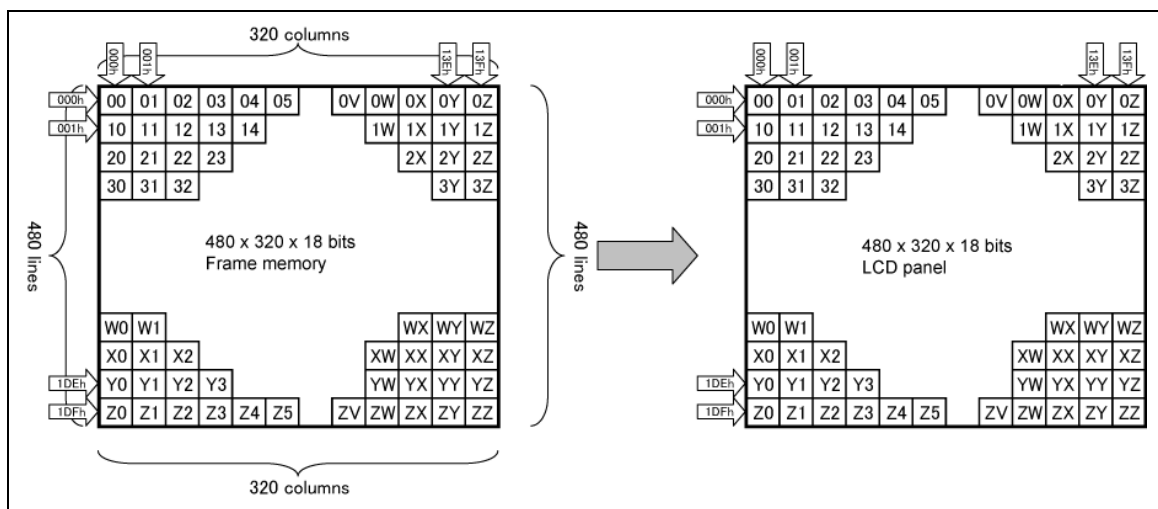 320 columns
000h 001h 13Eh 13Fh 000h 001h 13Eh 13Fh
000h 00 01 02 03 04 05 0V 0W 0X 0Y 0Z 000h 00 01 02 03 04 05 0V 0W 0X 0Y 0Z
001h 10 11 12 13 14 1W 1X 1Y 1Z 001h 10 11 12 13 14 1W 1X 1Y 1Z
20 21 22 23 2X 2Y 2Z 20 21 22 23 2X 2Y 2Z
30 31 32 3Y 3Z 30 31 32 3Y 3Z
480 lines
480 x 320 x 18 bits
Frame memory
480 lines
480 x 320 x 18 bits
LCD panel
W0 W1 WX WY WZ W0 W1 WX WY WZ
X0 X1 X2 XW XX XY XZ X0 X1 X2 XW XX XY XZ
1DEh Y0 Y1 Y2 Y3 YW YX YY YZ 1DEh Y0 Y1 Y2 Y3 YW YX YY YZ
1DFh Z0 Z1 Z2 Z3 Z4 Z5 ZV ZW ZX ZY ZZ 1DFh Z0 Z1 Z2 Z3 Z4 Z5 ZV ZW ZX ZY ZZ
320 columns